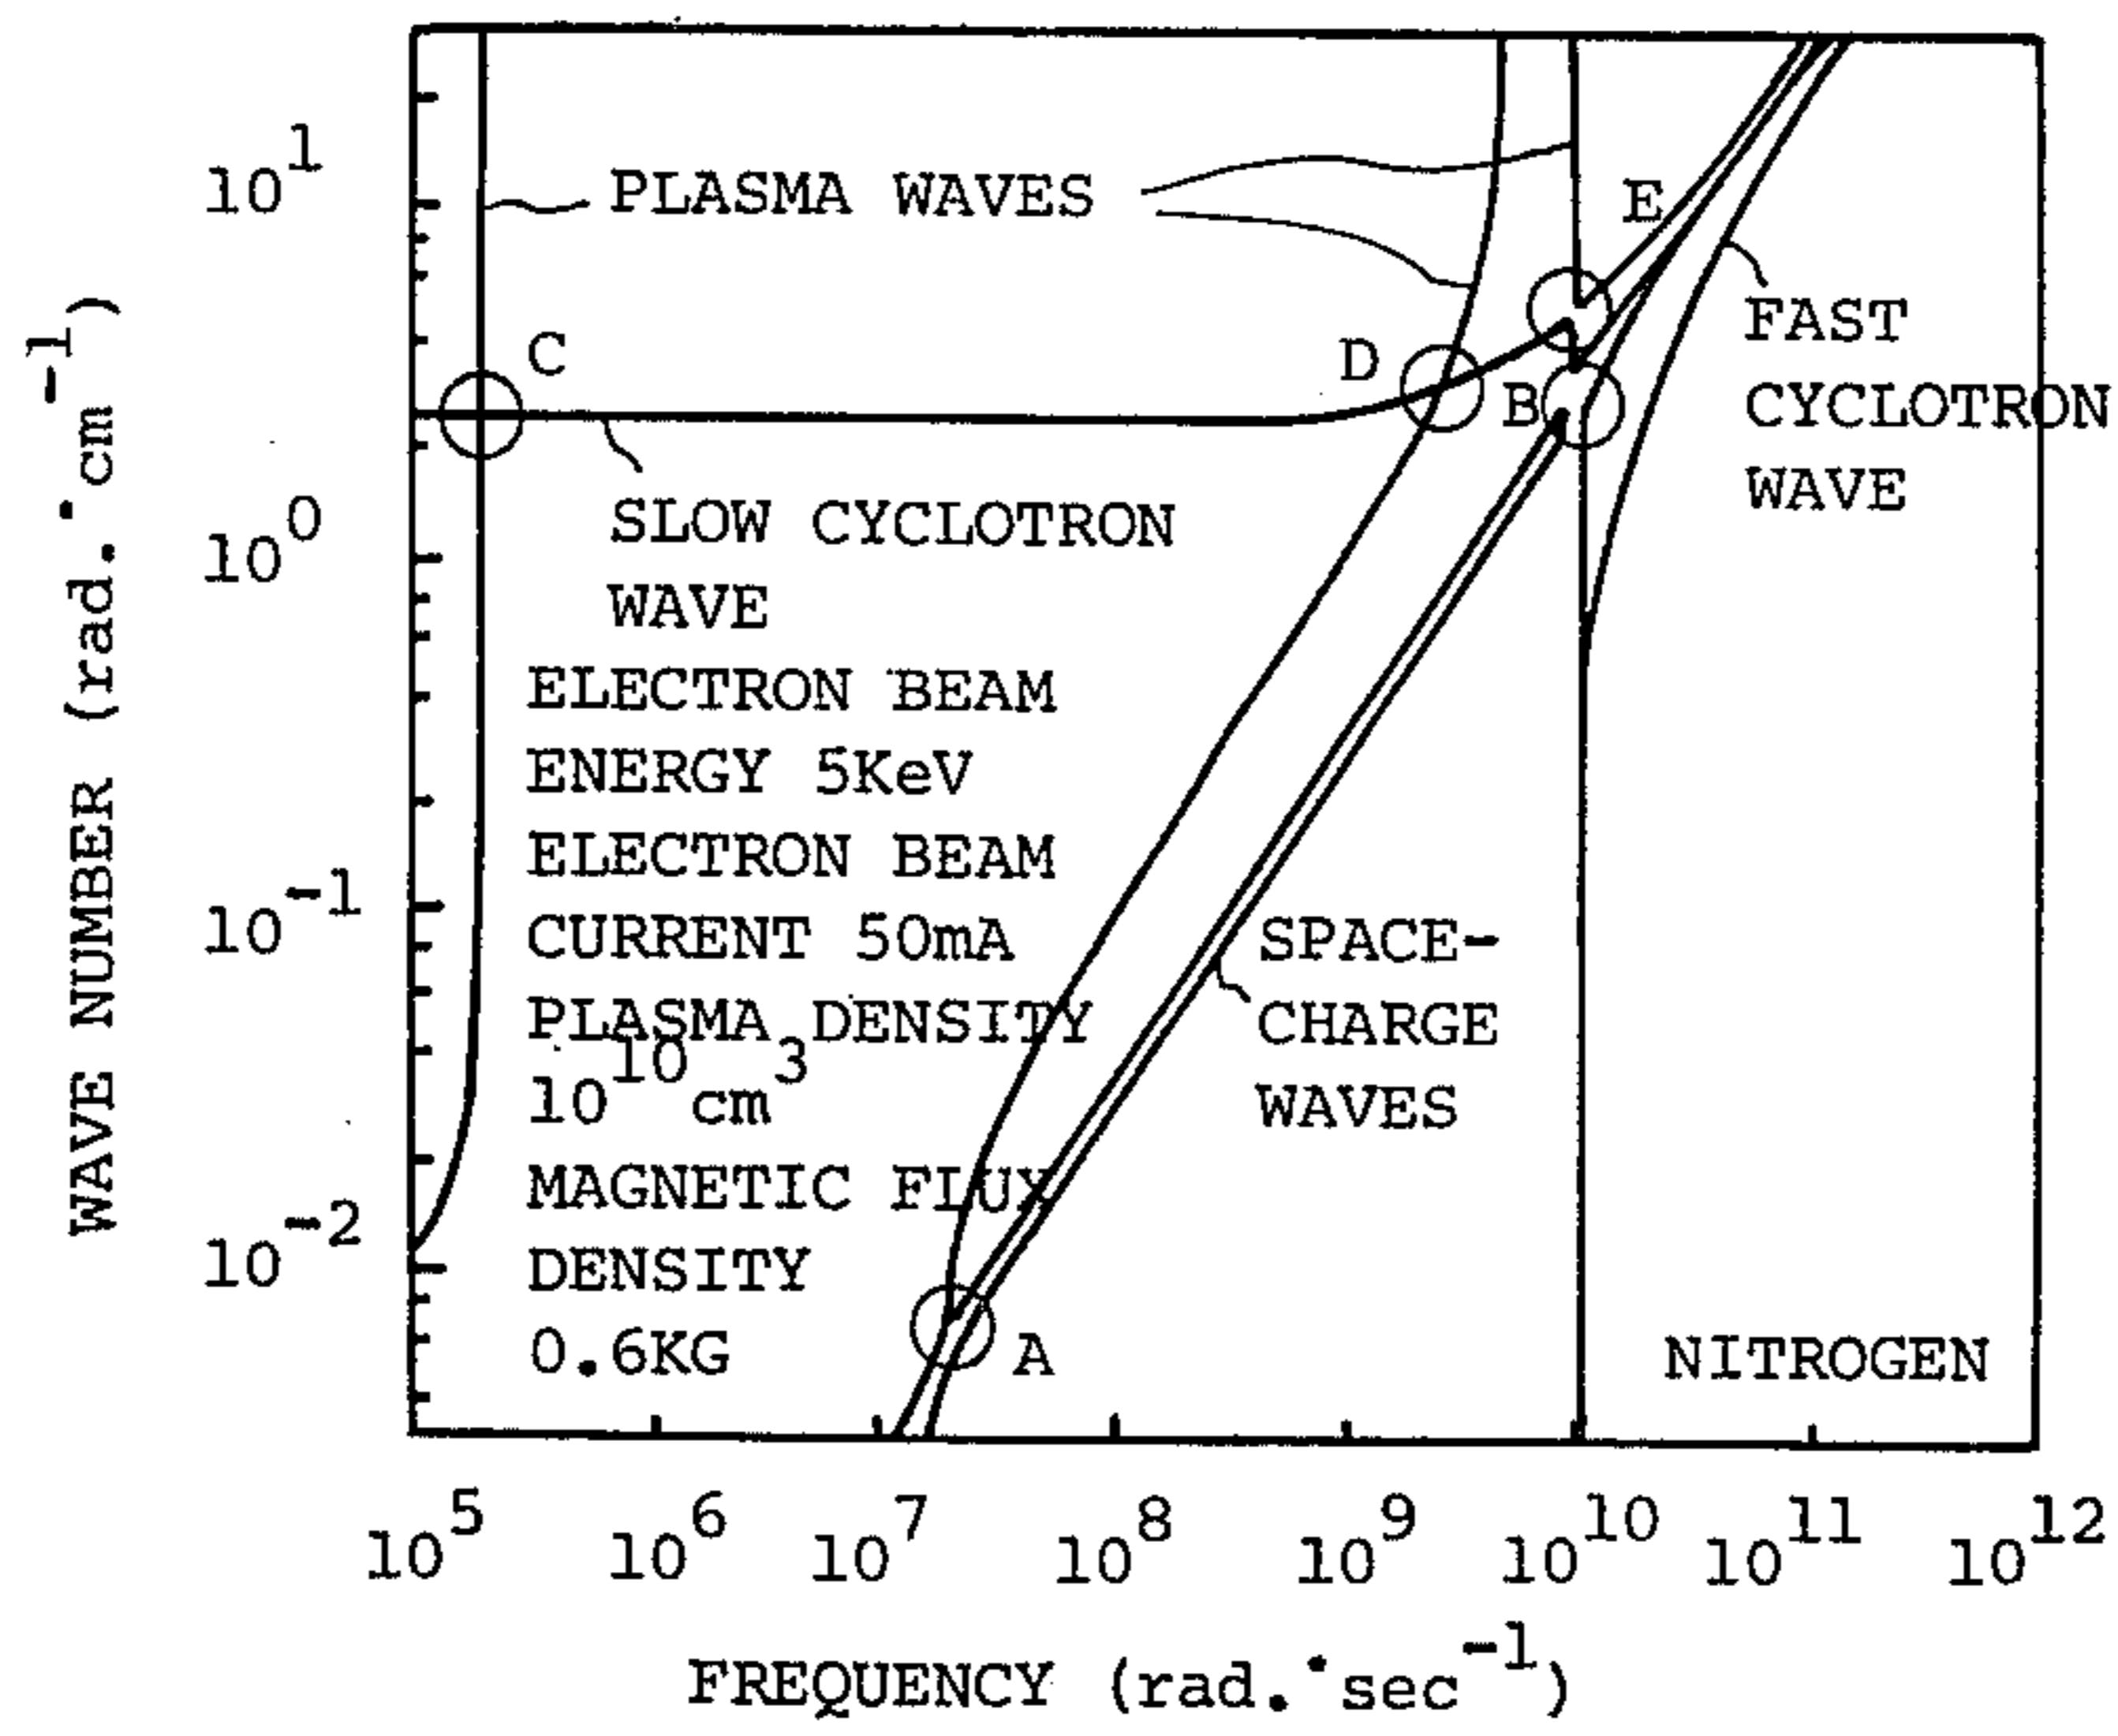 10^1
10^0
10^-1
10^-2
WAVE NUMBER (rad.·cm^-1)
PLASMA WAVES
E
C
D
B
FAST
CYCLOTRON
WAVE
SLOW CYCLOTRON
WAVE
ELECTRON BEAM
ENERGY 5KeV
ELECTRON BEAM
CURRENT 50mA
PLASMA DENSITY
10^10 cm^3
MAGNETIC FLUX
DENSITY
0.6KG
SPACE-
CHARGE
WAVES
A
NITROGEN
10^5 10^6 10^7 10^8 10^9 10^10 10^11 10^12
FREQUENCY (rad.·sec^-1)